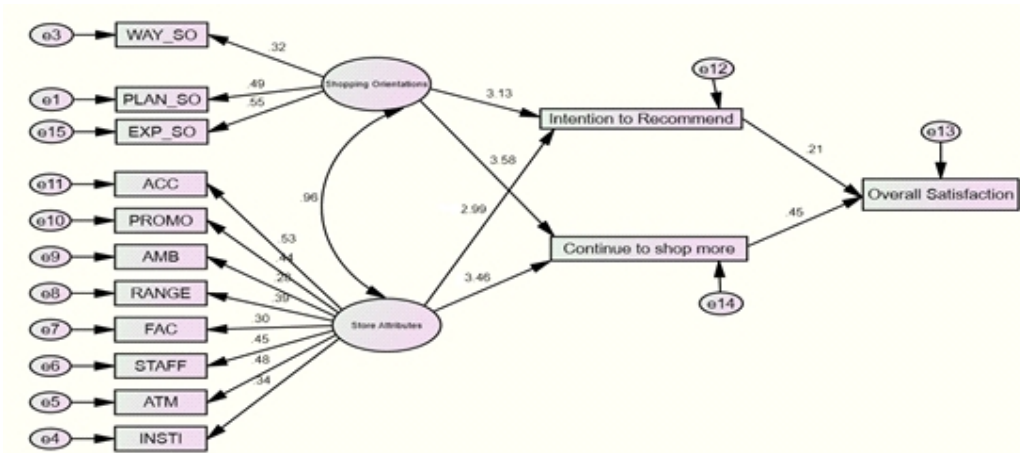 e3
WAY_SO
.32
Shopping Orientations
e12
e1
PLAN_SO
.49
3.13
Intention to Recommend
e15
EXP_SO
.55
e13
.21
3.58
e11
ACC
Overall Satisfaction
.96
2.99
.45
e10
PROMO
.53
e9
AMB
.44
Continue to shop more
.28
3.46
e8
RANGE
.39
e14
e7
FAC
.30
Store Attributes
e6
STAFF
.45
.48
e5
ATM
.34
e4
INSTI